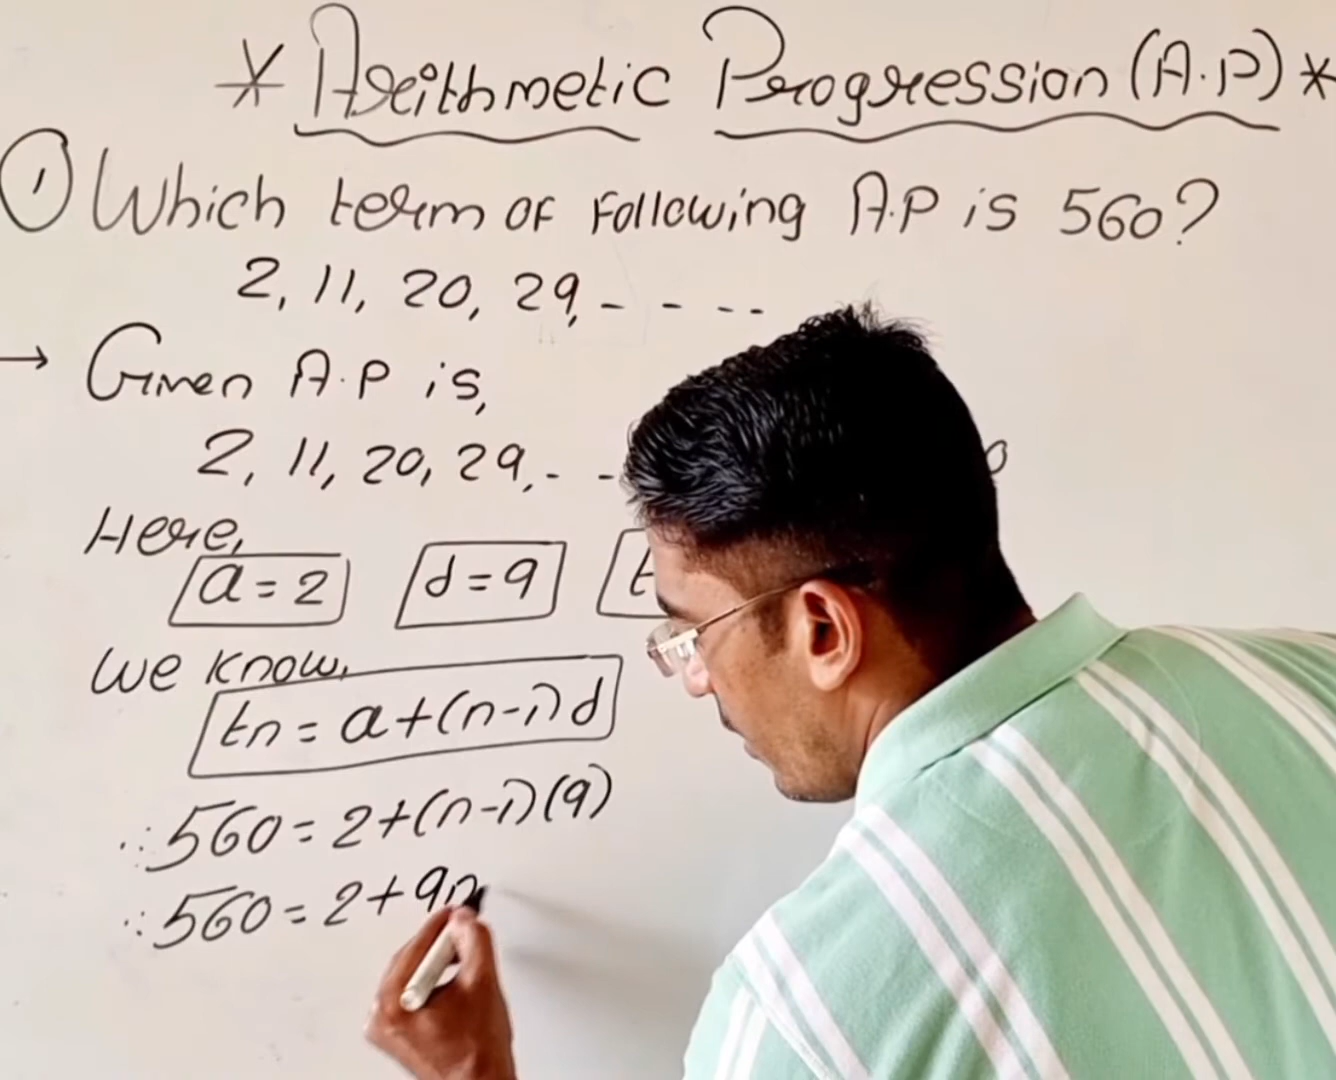 * Arithmetic Progression (A.P) *
① Which term of following A.P is 560?
2, 11, 20, 29, - - - -
→ Given A.P is,
2, 11, 20, 29, - -
Here,
a = 2 d = 9 t
We know,
tn = a+(n-1)d
∴ 560 = 2+(n-1)(9)
∴ 560 = 2+9n